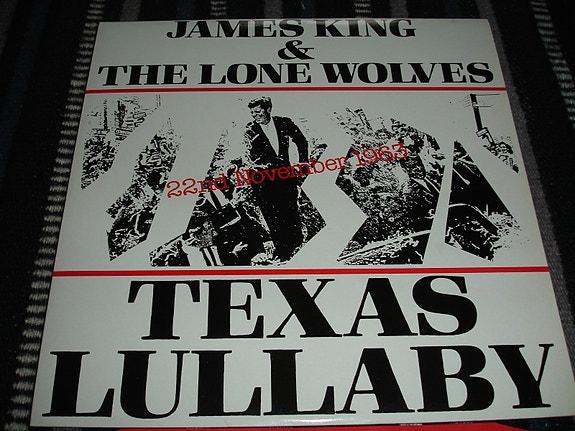 JAMES KING
&
THE LONE WOLVES
22nd November 1963
TEXAS
LULLABY